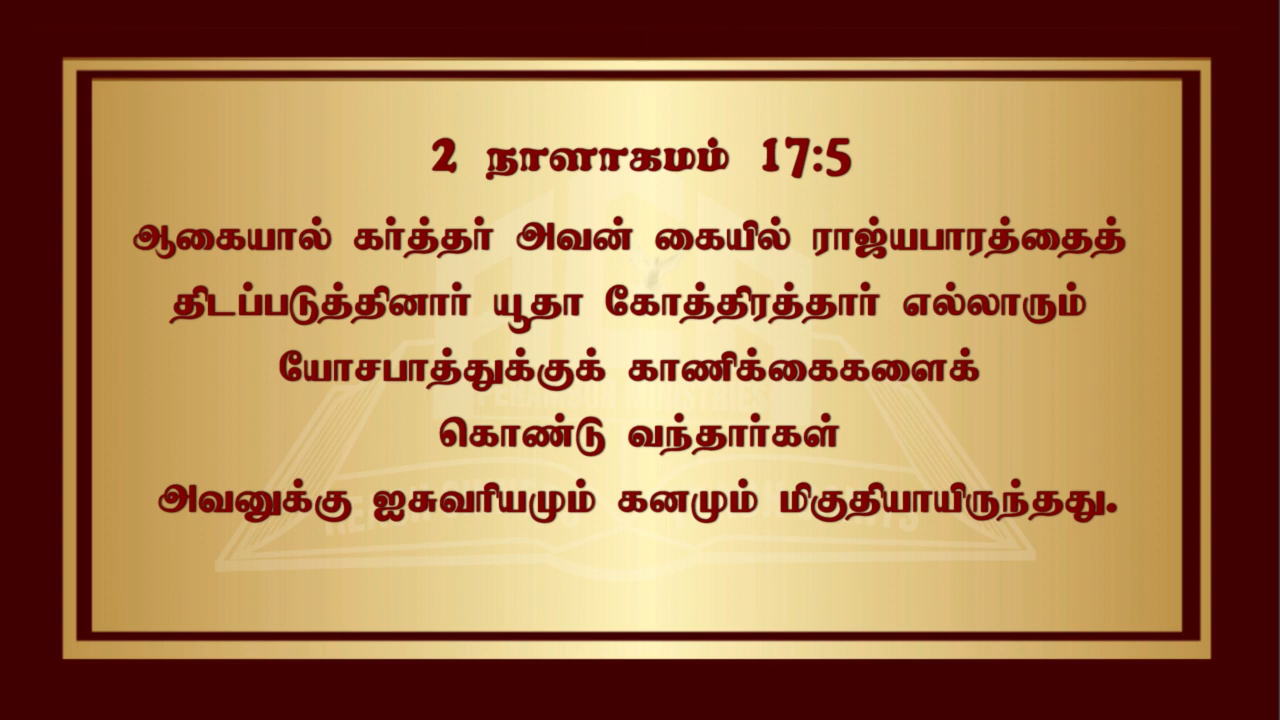 2 நாளாகமம் 17:5
ஆகையால் கர்த்தர் அவன் கையில் ராஜ்யபாரத்தைத்
திடப்படுத்தினார் யூதா கோத்திரத்தார் எல்லாரும்
யோசபாத்துக்குக் காணிக்கைகளைக்
கொண்டு வந்தார்கள்
அவனுக்கு ஐசுவரியமும் கனமும் மிகுதியாயிருந்தது.